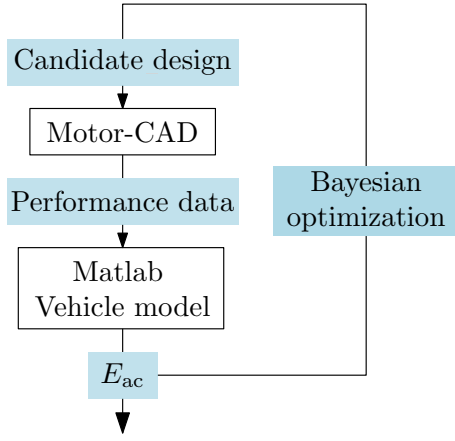 Candidate design
Motor-CAD
Performance data
Bayesian
optimization
Matlab
Vehicle model
E_ac